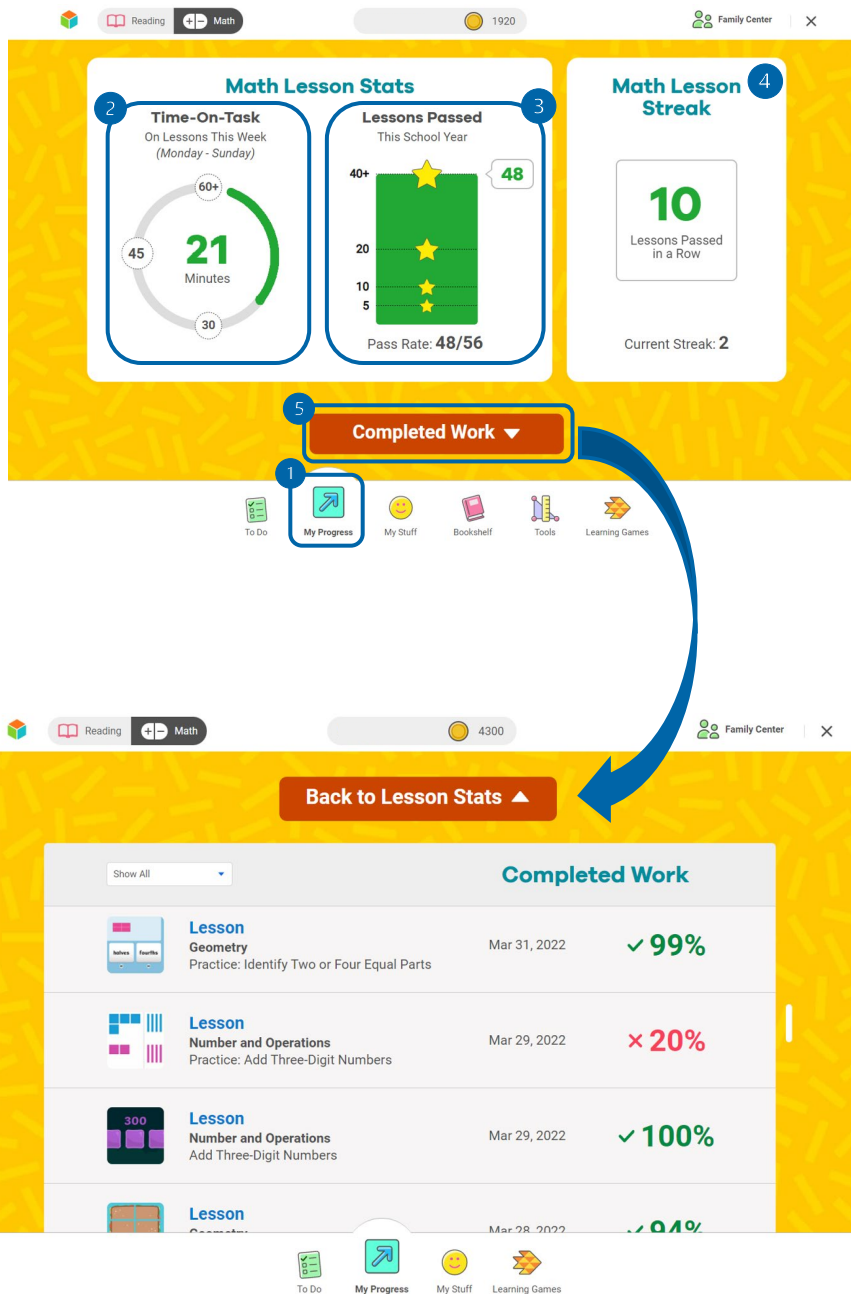 Reading
Math
1920
Family Center
Math Lesson Stats
2
Time-On-Task
On Lessons This Week
(Monday - Sunday)
60+
45
21
Minutes
30
3
Lessons Passed
This School Year
40+
48
20
10
5
Pass Rate: 48/56
4
Math Lesson
Streak
10
Lessons Passed
in a Row
Current Streak: 2
5
Completed Work
1
To Do
My Progress
My Stuff
Bookshelf
Tools
Learning Games
Reading
Math
4300
Family Center
Back to Lesson Stats
Show All
Completed Work
halves fourths
Lesson
Geometry
Practice: Identify Two or Four Equal Parts
Mar 31, 2022
99%
Lesson
Number and Operations
Practice: Add Three-Digit Numbers
Mar 29, 2022
20%
300
Lesson
Number and Operations
Add Three-Digit Numbers
Mar 29, 2022
100%
Lesson
Geometry
Mar 28, 2022
94%
To Do
My Progress
My Stuff
Learning Games